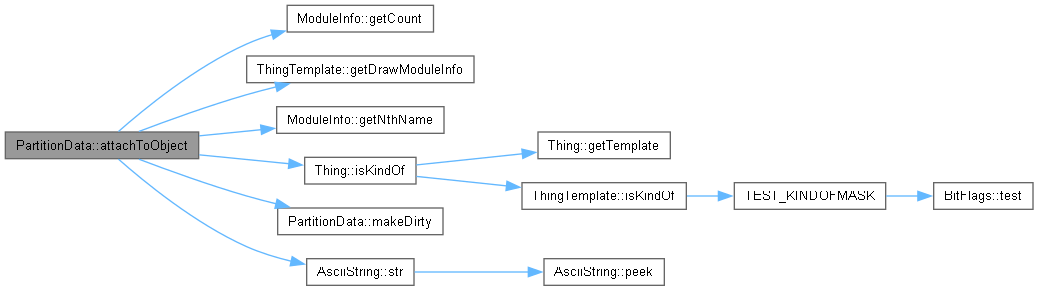 ModuleInfo::getCount
ThingTemplate::getDrawModuleInfo
ModuleInfo::getNthName
PartitionData::attachToObject
Thing::getTemplate
Thing::isKindOf
ThingTemplate::isKindOf
TEST_KINDOFMASK
BitFlags::test
PartitionData::makeDirty
AsciiString::str
AsciiString::peek